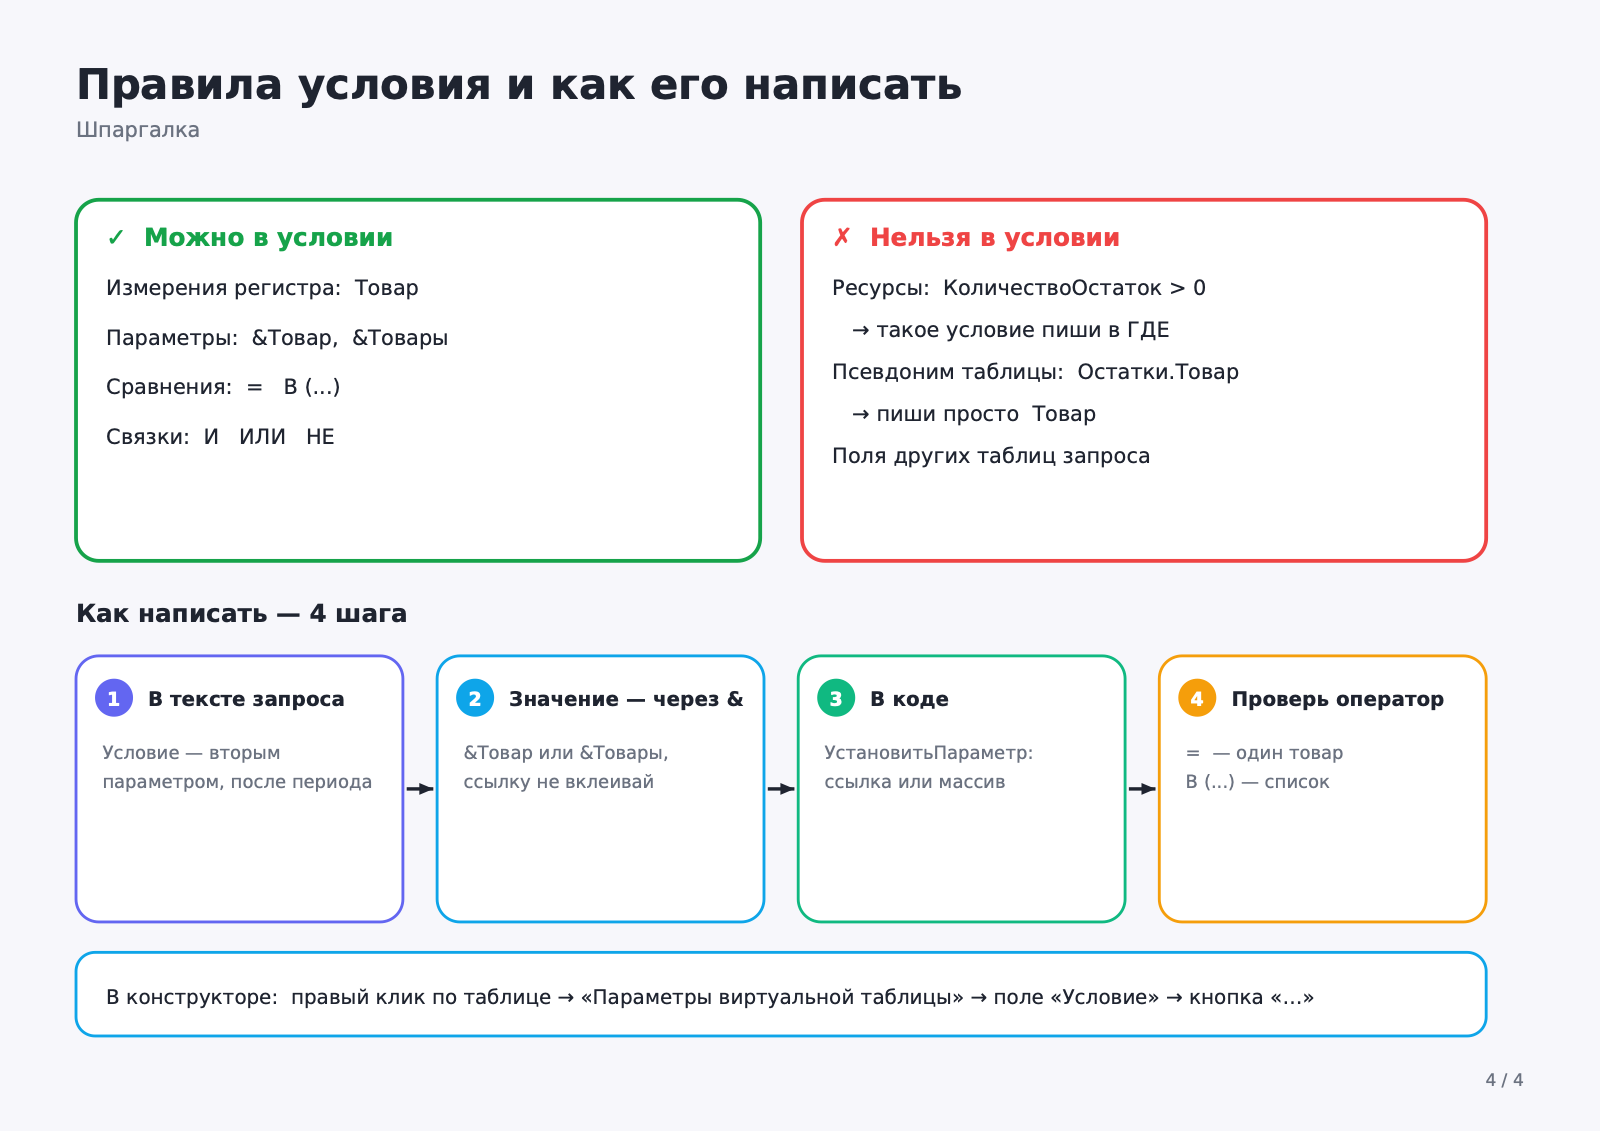 Правила условия и как его написать
Шпаргалка
✓ Можно в условии
Измерения регистра: Товар
Параметры: &Товар, &Товары
Сравнения: = В (...)
Связки: И ИЛИ НЕ
✗ Нельзя в условии
Ресурсы: КоличествоОстаток > 0
→ такое условие пиши в ГДЕ
Псевдоним таблицы: Остатки.Товар
→ пиши просто Товар
Поля других таблиц запроса
Как написать — 4 шага
1 В тексте запроса
Условие — вторым
параметром, после периода
2 Значение — через &
&Товар или &Товары,
ссылку не вклеивай
3 В коде
УстановитьПараметр:
ссылка или массив
4 Проверь оператор
= — один товар
В (...) — список
В конструкторе: правый клик по таблице → «Параметры виртуальной таблицы» → поле «Условие» → кнопка «...»
4 / 4